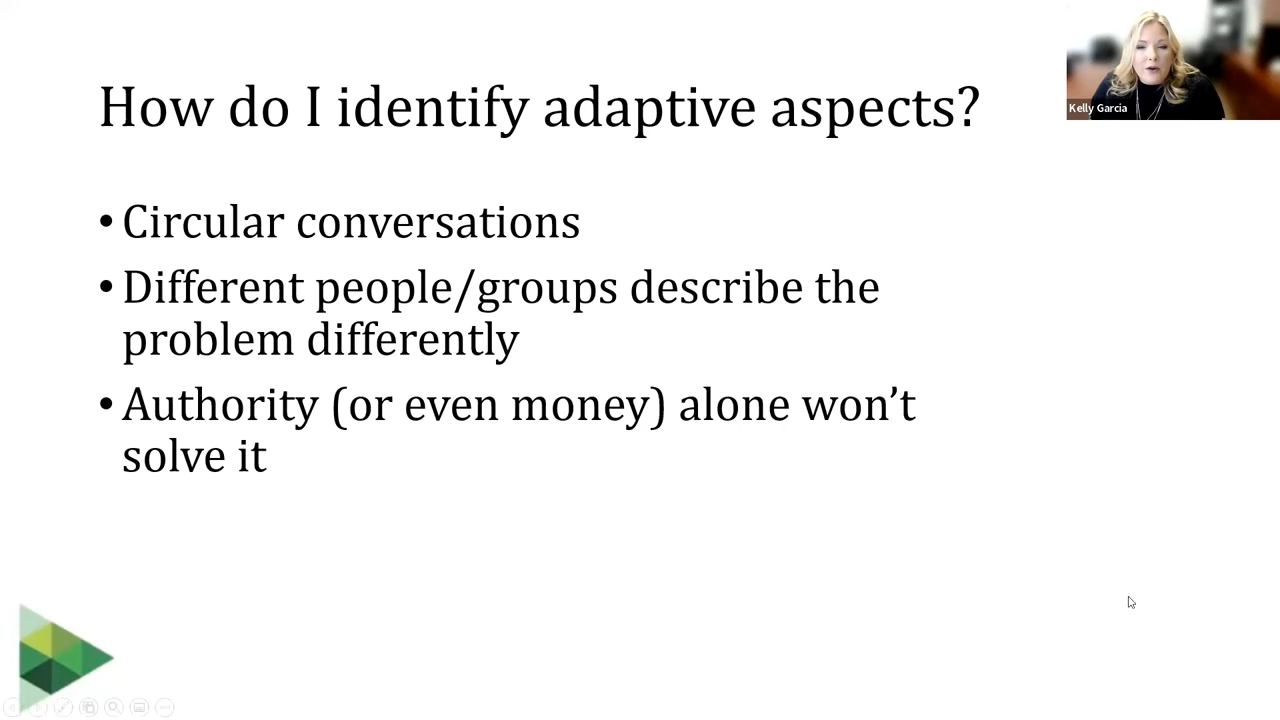 How do I identify adaptive aspects?
Kelly Garcia
• Circular conversations
• Different people/groups describe the
problem differently
• Authority (or even money) alone won’t
solve it